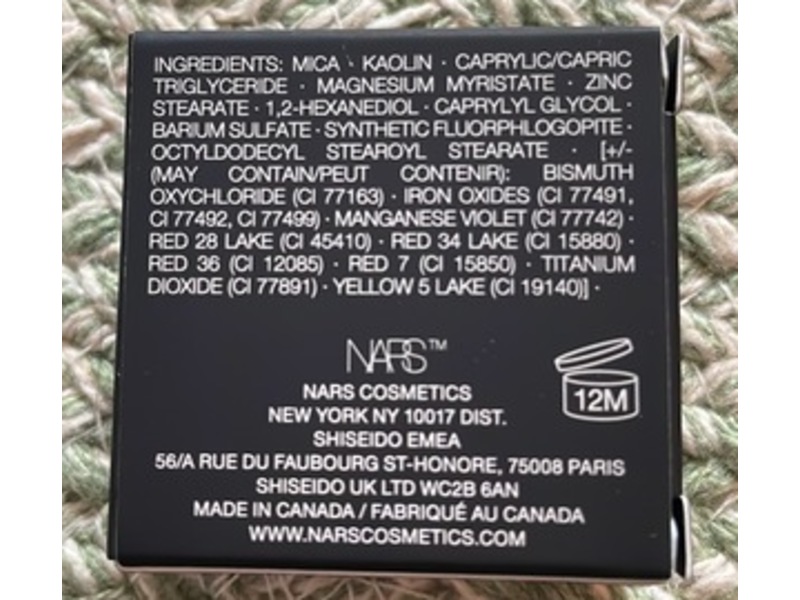 INGREDIENTS: MICA · KAOLIN · CAPRYLIC/CAPRIC
TRIGLYCERIDE · MAGNESIUM MYRISTATE · ZINC
STEARATE · 1,2-HEXANEDIOL · CAPRYLYL GLYCOL ·
BARIUM SULFATE · SYNTHETIC FLUORPHLOGOPITE ·
OCTYLDODECYL STEAROYL STEARATE · [+/-
(MAY CONTAIN/PEUT CONTENIR): BISMUTH
OXYCHLORIDE (CI 77163) · IRON OXIDES (CI 77491,
CI 77492, CI 77499) · MANGANESE VIOLET (CI 77742) ·
RED 28 LAKE (CI 45410) · RED 34 LAKE (CI 15880) ·
RED 36 (CI 12085) · RED 7 (CI 15850) · TITANIUM
DIOXIDE (CI 77891) · YELLOW 5 LAKE (CI 19140)] ·
NARS™
12M
NARS COSMETICS
NEW YORK NY 10017 DIST.
SHISEIDO EMEA
56/A RUE DU FAUBOURG ST-HONORE, 75008 PARIS
SHISEIDO UK LTD WC2B 6AN
MADE IN CANADA / FABRIQUÉ AU CANADA
WWW.NARSCOSMETICS.COM